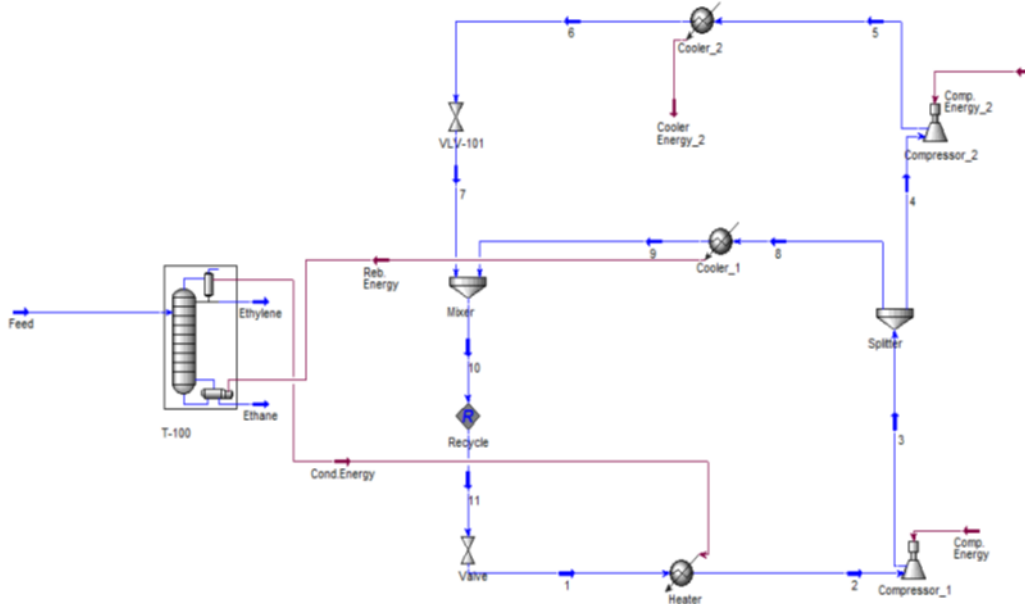 6
5
Cooler_2
Comp.
Energy_2
Cooler
Energy_2
VLV-101
Compressor_2
7
4
9
8
Cooler_1
Reb.
Energy
Mixer
Feed
Ethylene
Splitter
10
Ethane
T-100
R
Recycle
3
Cond.Energy
11
Comp.
Energy
Valve
1
2
Heater
Compressor_1